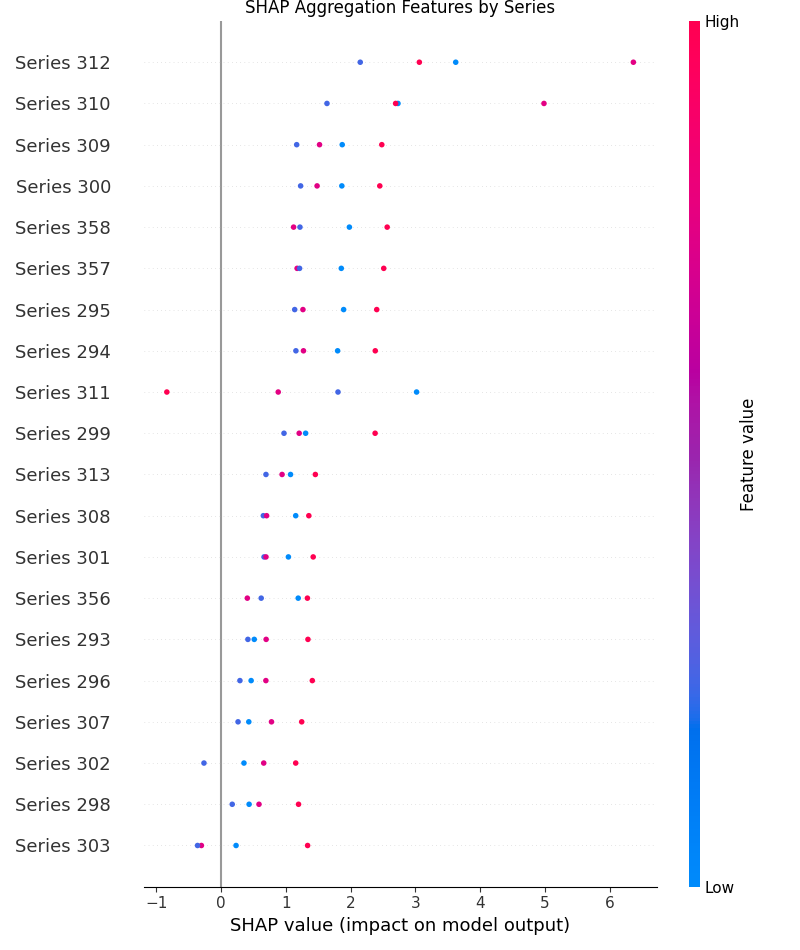 SHAP Aggregation Features by Series
High
Series 312
Series 310
Series 309
Series 300
Series 358
Series 357
Series 295
Series 294
Series 311
Series 299
Series 313
Series 308
Series 301
Series 356
Series 293
Series 296
Series 307
Series 302
Series 298
Series 303
Feature value
Low
−1 0 1 2 3 4 5 6
SHAP value (impact on model output)